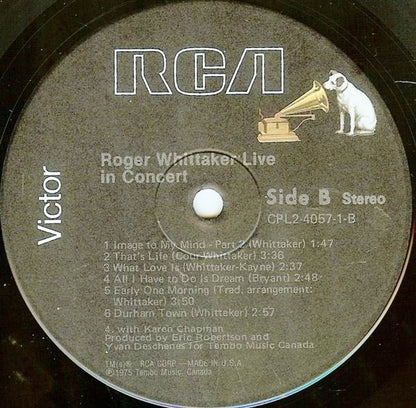 RCA
Victor
Roger Whittaker Live
in Concert
Side B Stereo
CPL2-4057-1-B
1 Image to My Mind - Part 2 (Whittaker) 1:47
2 That's Life (Cour Whittaker) 3:36
3 What Love Is (Whittaker-Kayne) 2:37
4 All I Have to Do is Dream (Bryant) 2:48
5 Early One Morning (Trad. arrangement:
Whittaker) 3:50
6 Durham Town (Whittaker) 2:57
4. with Karen Chapman
Produced by Eric Robertson and
Yvan Deschenes for Tembo Music Canada
TM(s)® - RCA CORP - MADE IN U.S.A.
℗1975 Tembo Music, Canada